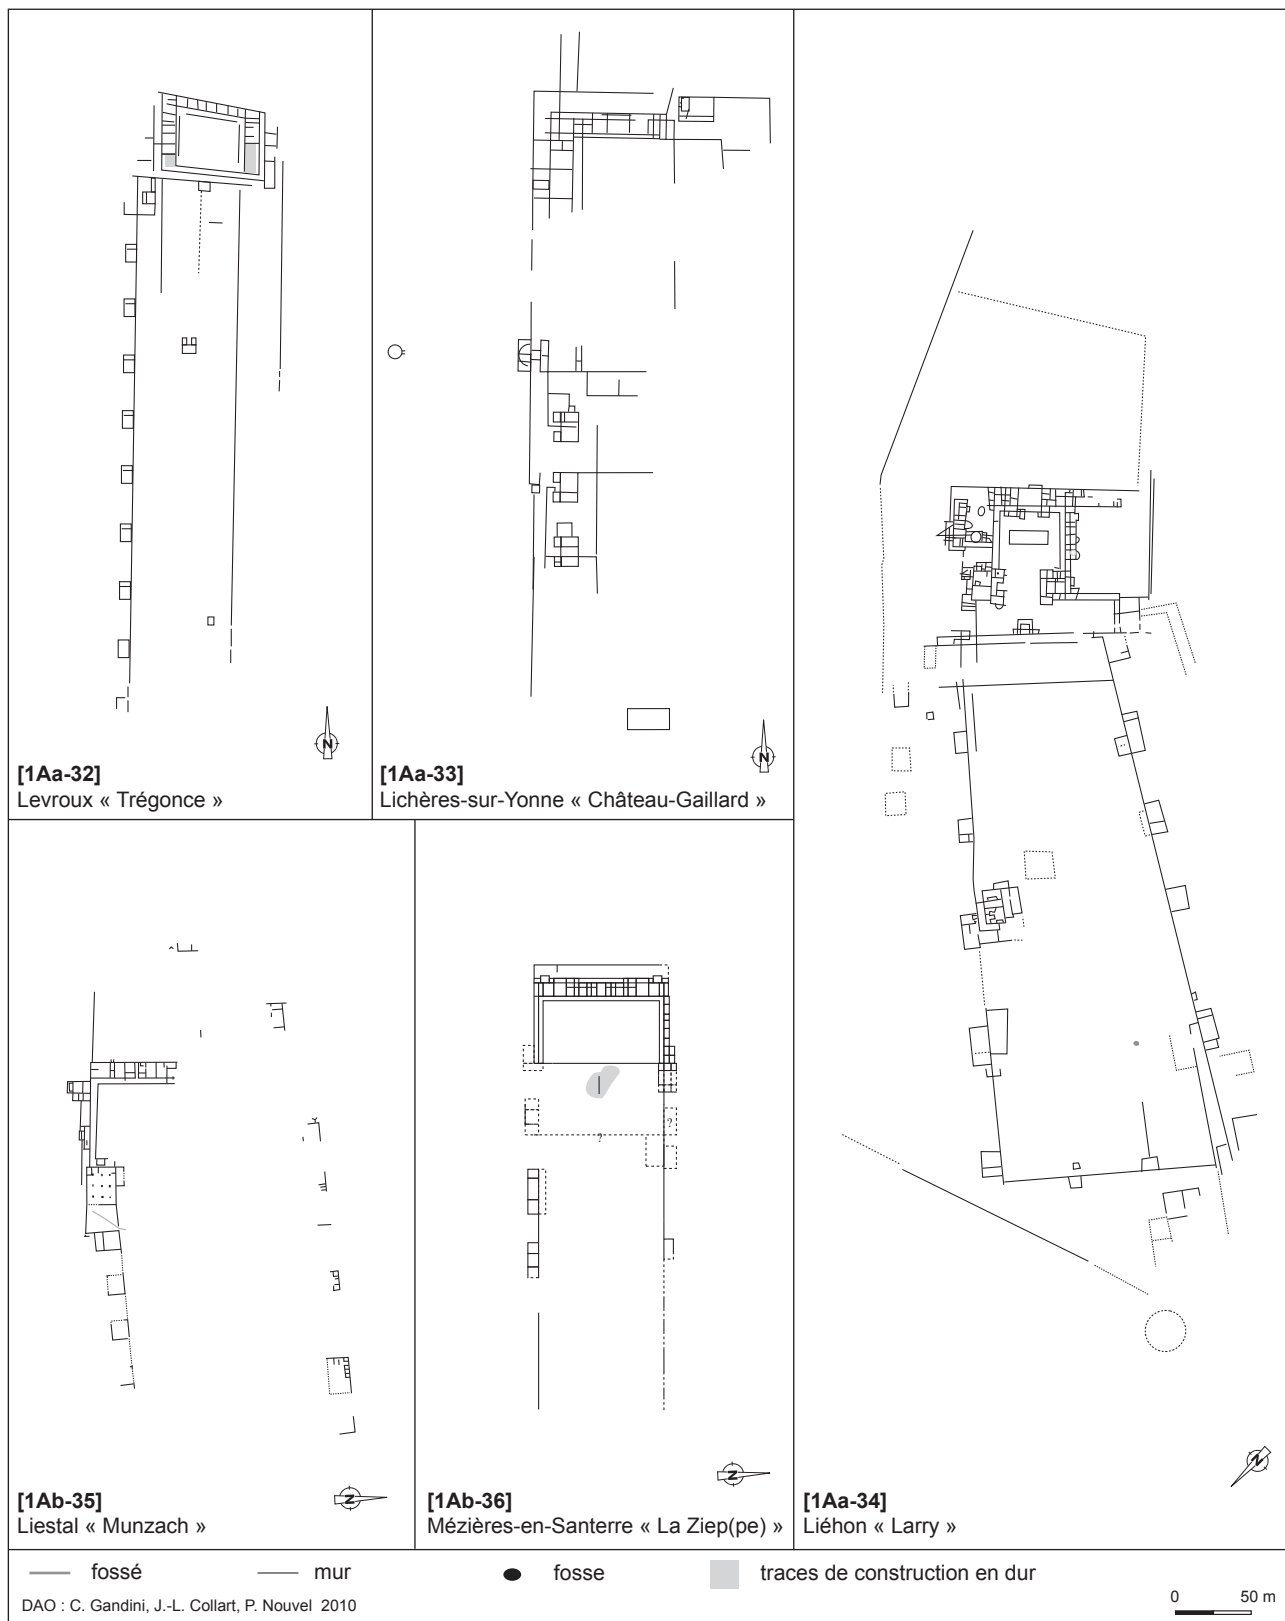 N
[1Aa-32]
Levroux « Trégonce »
N
[1Aa-33]
Lichères-sur-Yonne « Château-Gaillard »
N
[1Ab-35]
Liestal « Munzach »
?
?
N
[1Ab-36]
Mézières-en-Santerre « La Ziep(pe) »
N
[1Aa-34]
Liéhon « Larry »
fossé
mur
fosse
traces de construction en dur
DAO : C. Gandini, J.-L. Collart, P. Nouvel 2010
0 50 m